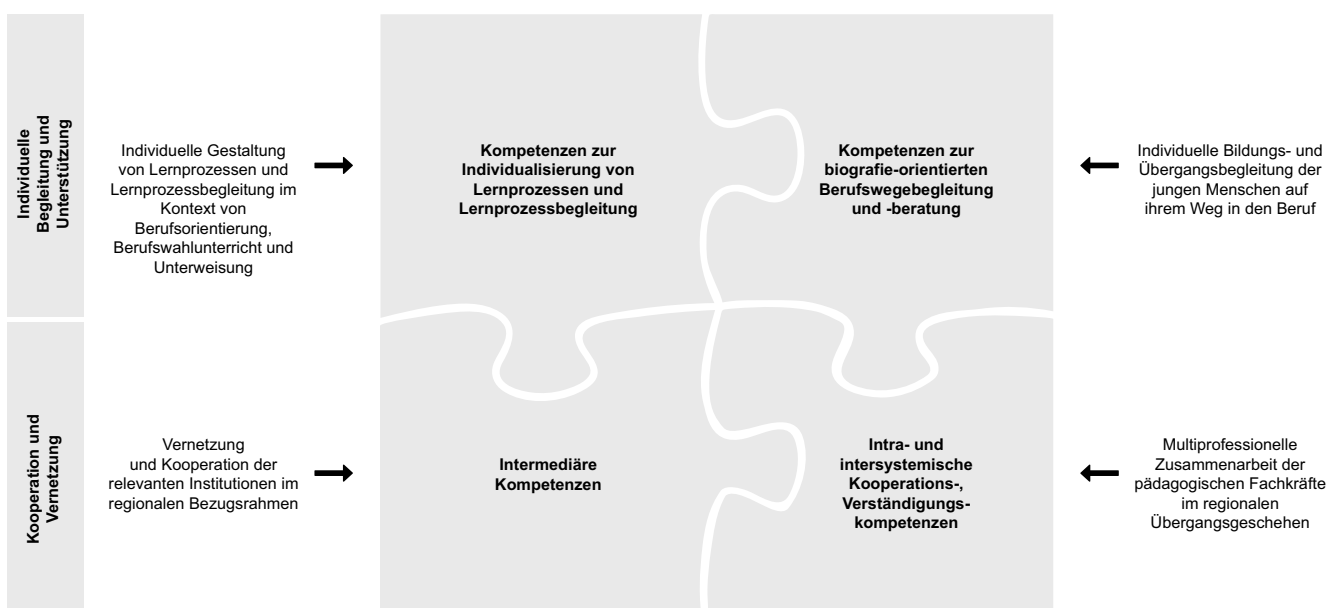 Individuelle
Begleitung und
Unterstützung
Individuelle Gestaltung
von Lernprozessen und
Lernprozessbegleitung im
Kontext von
Berufsorientierung,
Berufswahlunterricht und
Unterweisung
Kompetenzen zur
Individualisierung von
Lernprozessen und
Lernprozessbegleitung
Kompetenzen zur
biografie-orientierten
Berufswegebegleitung
und -beratung
Individuelle Bildungs- und
Übergangsbegleitung der
jungen Menschen auf
ihrem Weg in den Beruf
Kooperation und
Vernetzung
Vernetzung
und Kooperation der
relevanten Institutionen im
regionalen Bezugsrahmen
Intermediäre
Kompetenzen
Intra- und
intersystemische
Kooperations-,
Verständigungs-
kompetenzen
Multiprofessionelle
Zusammenarbeit der
pädagogischen Fachkräfte
im regionalen
Übergangsgeschehen